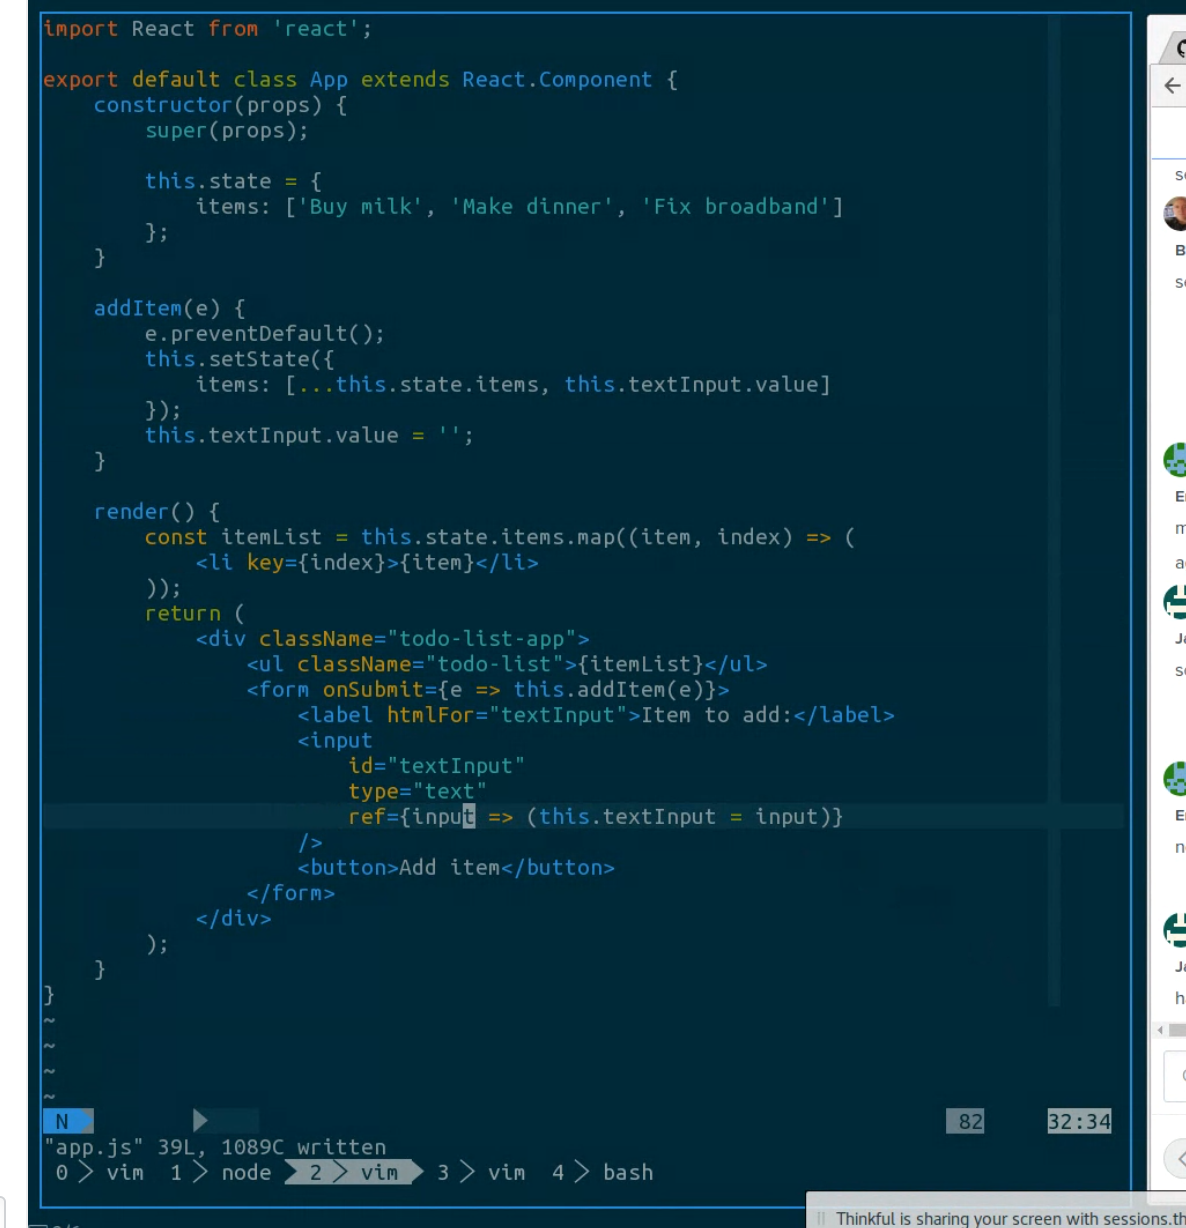 import React from 'react';
export default class App extends React.Component {
    constructor(props) {
        super(props);
        this.state = {
            items: ['Buy milk', 'Make dinner', 'Fix broadband']
        };
    }
    addItem(e) {
        e.preventDefault();
        this.setState({
            items: [...this.state.items, this.textInput.value]
        });
        this.textInput.value = '';
    }
    render() {
        const itemList = this.state.items.map((item, index) => (
            <li key={index}>{item}</li>
        ));
        return (
            <div className="todo-list-app">
                <ul className="todo-list">{itemList}</ul>
                <form onSubmit={e => this.addItem(e)}>
                    <label htmlFor="textInput">Item to add:</label>
                    <input
                        id="textInput"
                        type="text"
                        ref={input => (this.textInput = input)}
                    />
                    <button>Add item</button>
                </form>
            </div>
        );
    }
}
~
~
~
~
N 82 32:34
"app.js" 39L, 1089C written
0 > vim 1 > node 2 > vim 3 > vim 4 > bash
Thinkful is sharing your screen with sessions.th